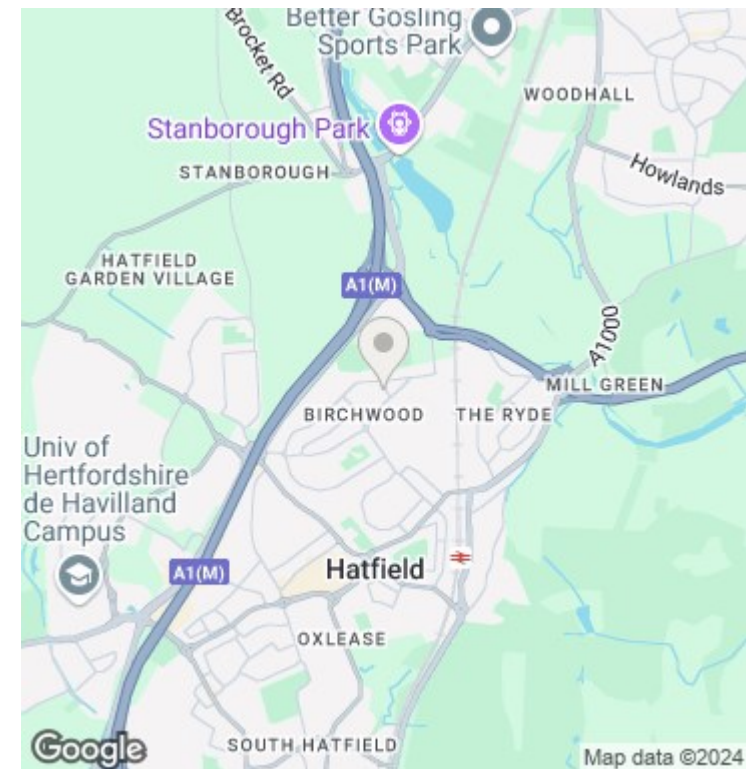 Better Gosling
Sports Park
Brocket Rd
WOODHALL
Stanborough Park
Howlands
STANBOROUGH
HATFIELD
GARDEN VILLAGE
A1(M)
A1000
MILL GREEN
BIRCHWOOD
THE RYDE
Univ of
Hertfordshire
de Havilland
Campus
A1(M)
Hatfield
OXLEASE
SOUTH HATFIELD
Google
Map data ©2024